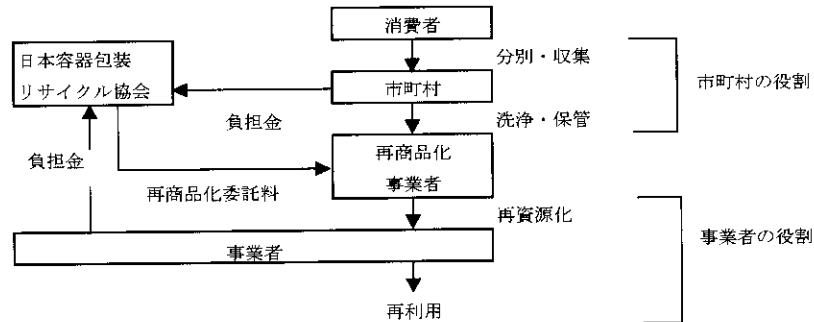 消費者
分別・収集
日本容器包装
リサイクル協会
市町村
市町村の役割
負担金
洗浄・保管
負担金
再商品化
事業者
再商品化委託料
再資源化
事業者
事業者の役割
再利用